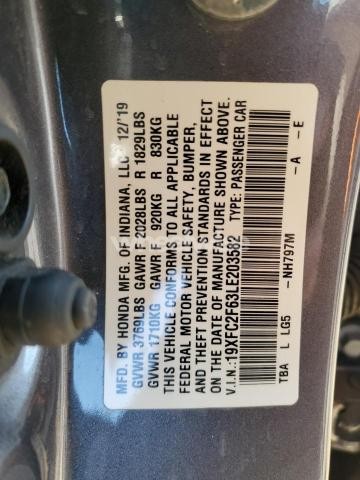 MFD. BY HONDA MFG. OF INDIANA, LLC 12/'19
GVWR 3769LBS GAWR F 2028LBS R 1829LBS
GVWR 1710KG GAWR F 920KG R 830KG
THIS VEHICLE CONFORMS TO ALL APPLICABLE
FEDERAL MOTOR VEHICLE SAFETY, BUMPER,
AND THEFT PREVENTION STANDARDS IN EFFECT
ON THE DATE OF MANUFACTURE SHOWN ABOVE.
V.I.N.:19XFC2F63LE203582 TYPE: PASSENGER CAR
-NH797M -A -E
TBA L LG5